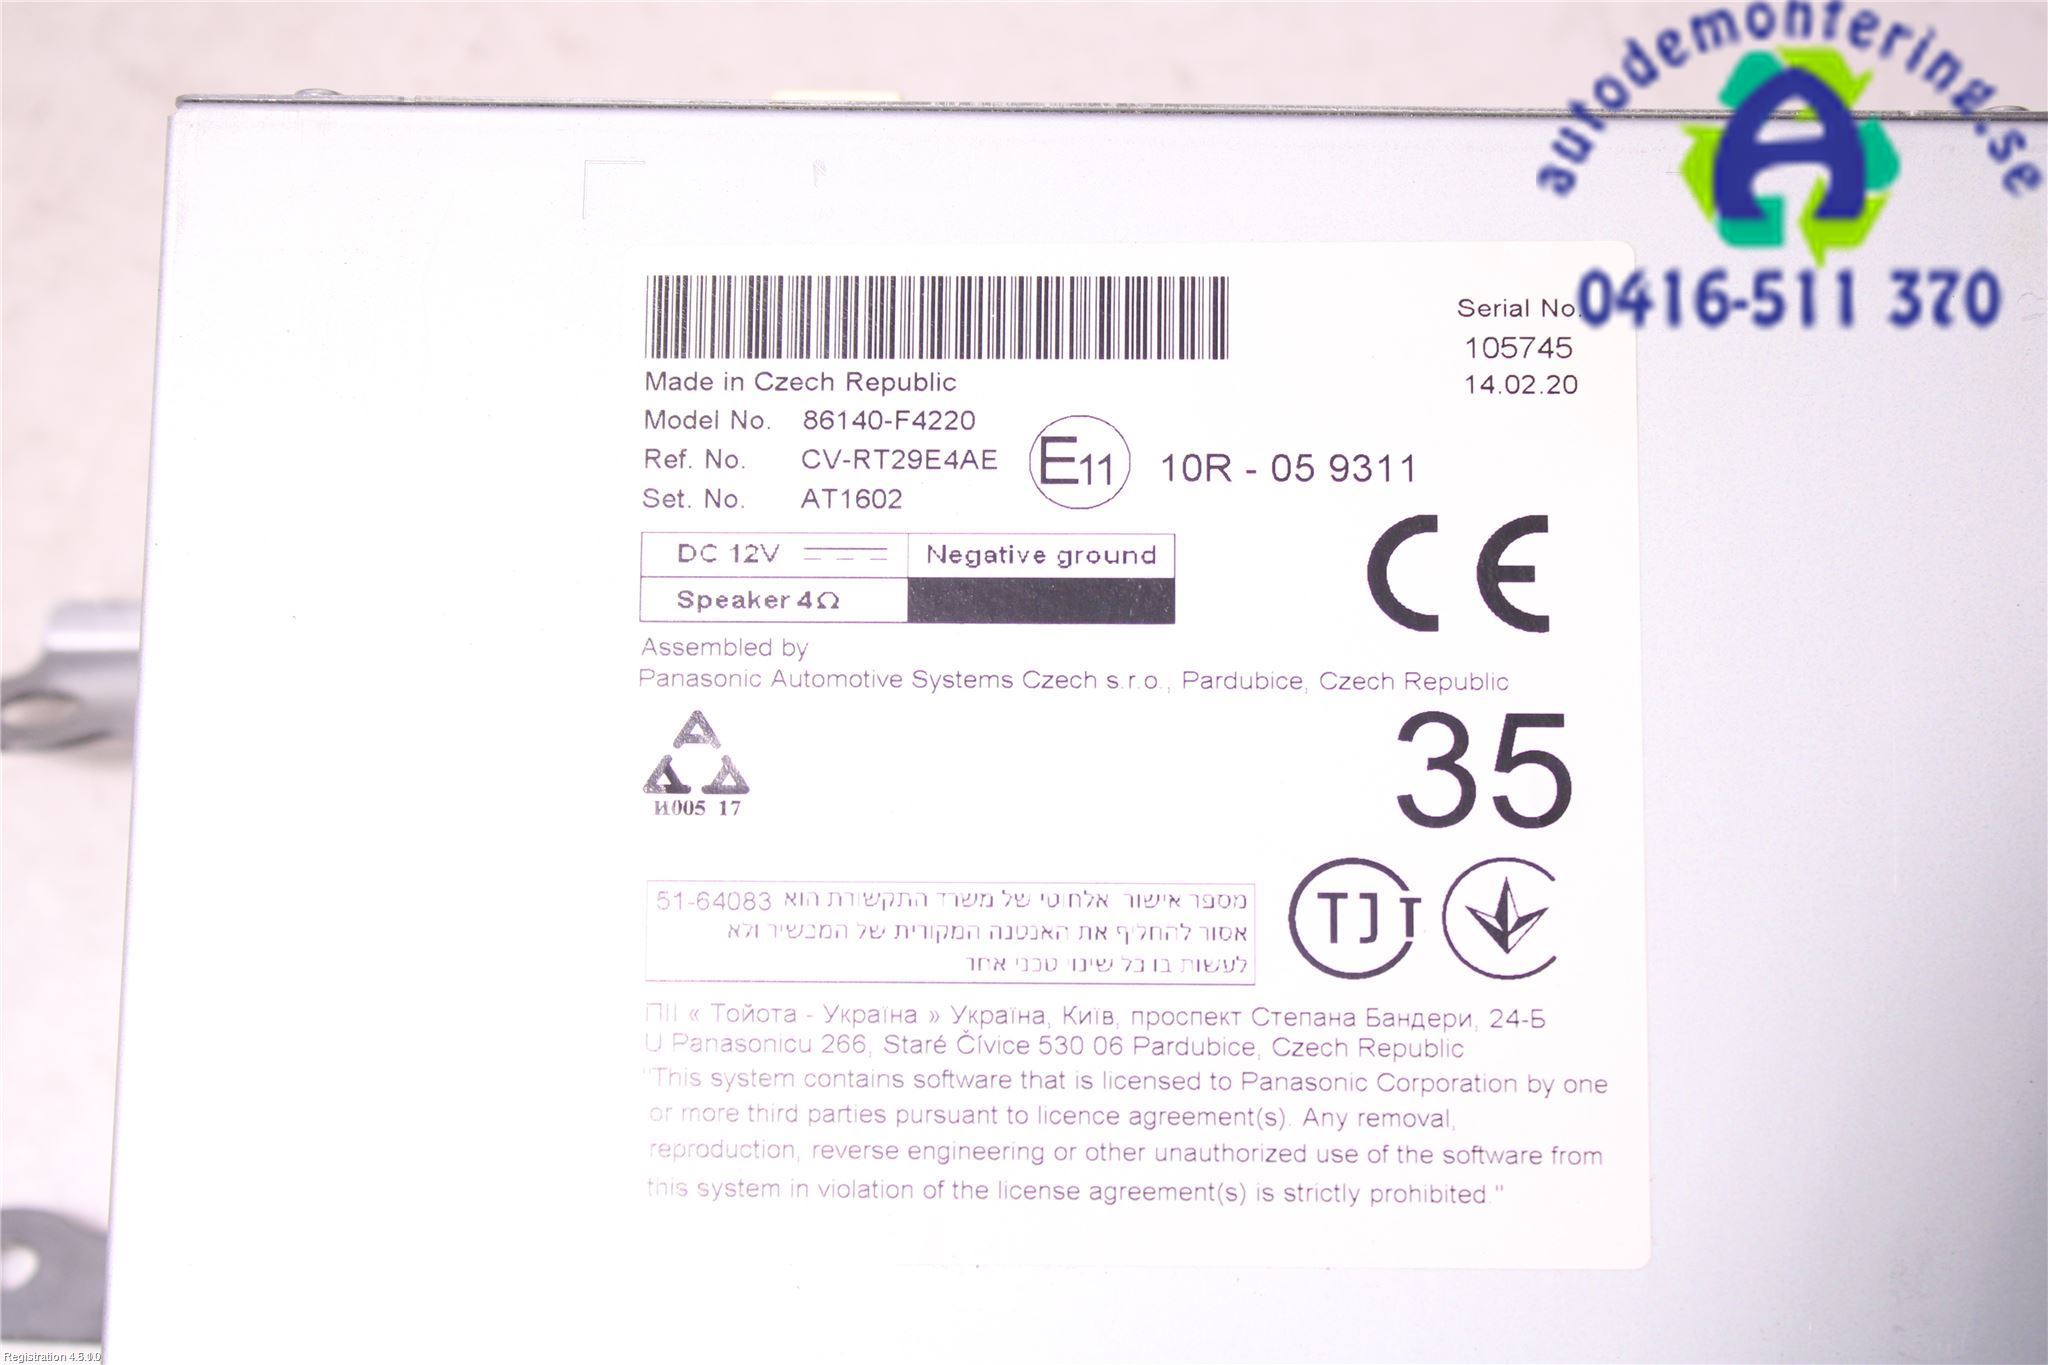 autodemontering.se
A
0416-511 370
Serial No.
105745
14.02.20
Made in Czech Republic
Model No. 86140-F4220
Ref. No. CV-RT29E4AE
Set. No. AT1602
E11 10R - 05 9311
DC 12V Negative ground
Speaker 4Ω
CE
Assembled by
Panasonic Automotive Systems Czech s.r.o., Pardubice, Czech Republic
A A A
И005 17
35
מספר אישור אלחוטי של משרד התקשורת הוא 51-64083
אסור להחליף את האנטנה המקורית של המכשיר ולא
לעשות בו כל שינוי טכני אחר
TJT
ПІІ « Тойота - Україна » Україна, Київ, проспект Степана Бандери, 24-Б
U Panasonicu 266, Staré Čívice 530 06 Pardubice, Czech Republic
"This system contains software that is licensed to Panasonic Corporation by one
or more third parties pursuant to licence agreement(s). Any removal,
reproduction, reverse engineering or other unauthorized use of the software from
this system in violation of the license agreement(s) is strictly prohibited."
Registration 4.5.1.0